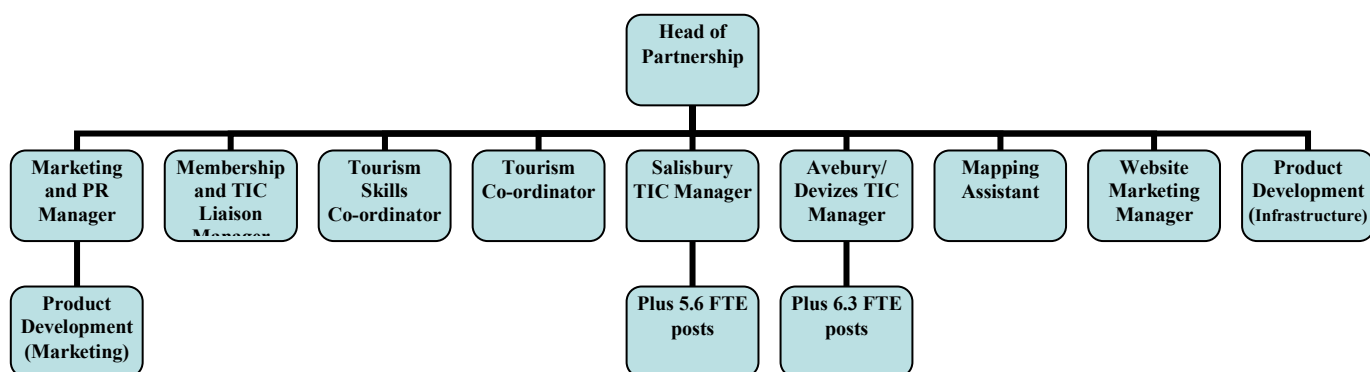 Head of
Partnership
Marketing
and PR
Manager
Membership
and TIC
Liaison
Manager
Tourism
Skills
Co-ordinator
Tourism
Co-ordinator
Salisbury
TIC Manager
Avebury/
Devizes TIC
Manager
Mapping
Assistant
Website
Marketing
Manager
Product
Development
(Infrastructure)
Product
Development
(Marketing)
Plus 5.6 FTE
posts
Plus 6.3 FTE
posts